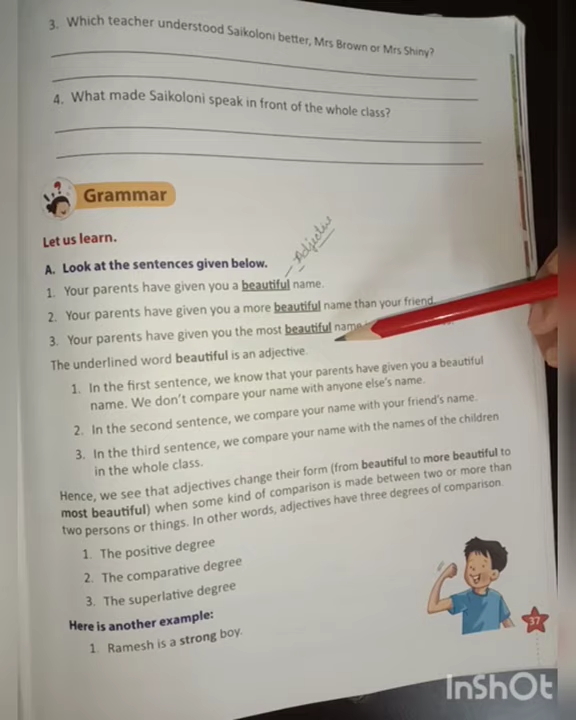 3. Which teacher understood Saikoloni better, Mrs Brown or Mrs Shiny?
4. What made Saikoloni speak in front of the whole class?
Grammar
Let us learn.
Adjective
A. Look at the sentences given below.
1. Your parents have given you a beautiful name.
2. Your parents have given you a more beautiful name than your friend.
3. Your parents have given you the most beautiful name
The underlined word beautiful is an adjective.
1. In the first sentence, we know that your parents have given you a beautiful
name. We don't compare your name with anyone else's name.
2. In the second sentence, we compare your name with your friend's name.
3. In the third sentence, we compare your name with the names of the children
in the whole class.
Hence, we see that adjectives change their form (from beautiful to more beautiful to
most beautiful) when some kind of comparison is made between two or more than
two persons or things. In other words, adjectives have three degrees of comparison.
1. The positive degree
2. The comparative degree
3. The superlative degree
Here is another example:
1. Ramesh is a strong boy.
37
InShOt